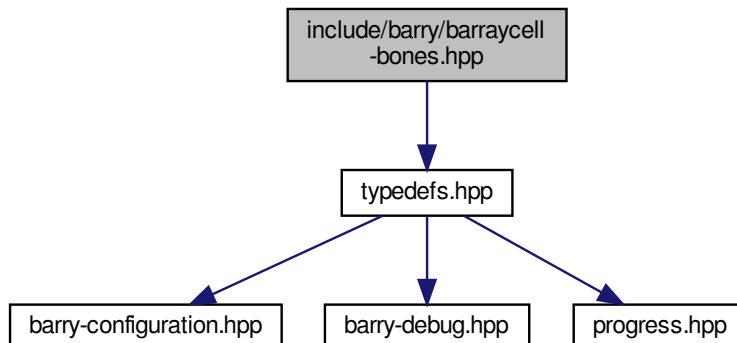 include/barry/barraycell
-bones.hpp
typedefs.hpp
barry-configuration.hpp
barry-debug.hpp
progress.hpp